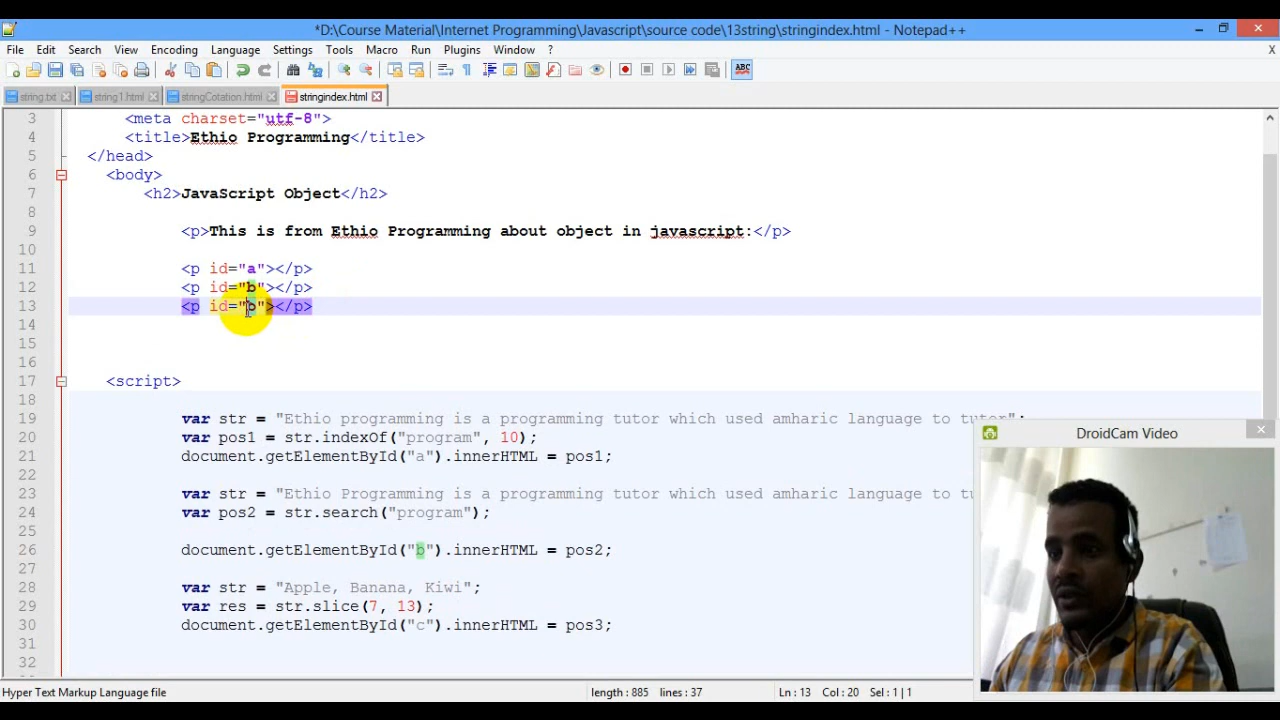 *D:\Course Material\Internet Programming\Javascript\source code\13string\stringindex.html - Notepad++
File Edit Search View Encoding Language Settings Tools Macro Run Plugins Window ? X
string.txt string1.html stringCotation.html stringindex.html
3 <meta charset="utf-8">
4 <title>Ethio Programming</title>
5 </head>
6 <body>
7 <h2>JavaScript Object</h2>
8
9 <p>This is from Ethio Programming about object in javascript:</p>
10
11 <p id="a"></p>
12 <p id="b"></p>
13 <p id="b"></p>
14
15
16
17 <script>
18
19 var str = "Ethio programming is a programming tutor which used amharic language to tutor";
20 var pos1 = str.indexOf("program", 10);
21 document.getElementById("a").innerHTML = pos1;
22
23 var str = "Ethio Programming is a programming tutor which used amharic language to tu
24 var pos2 = str.search("program");
25
26 document.getElementById("b").innerHTML = pos2;
27
28 var str = "Apple, Banana, Kiwi";
29 var res = str.slice(7, 13);
30 document.getElementById("c").innerHTML = pos3;
31
32
DroidCam Video
Hyper Text Markup Language file length : 885 lines : 37 Ln : 13 Col : 20 Sel : 1 | 1